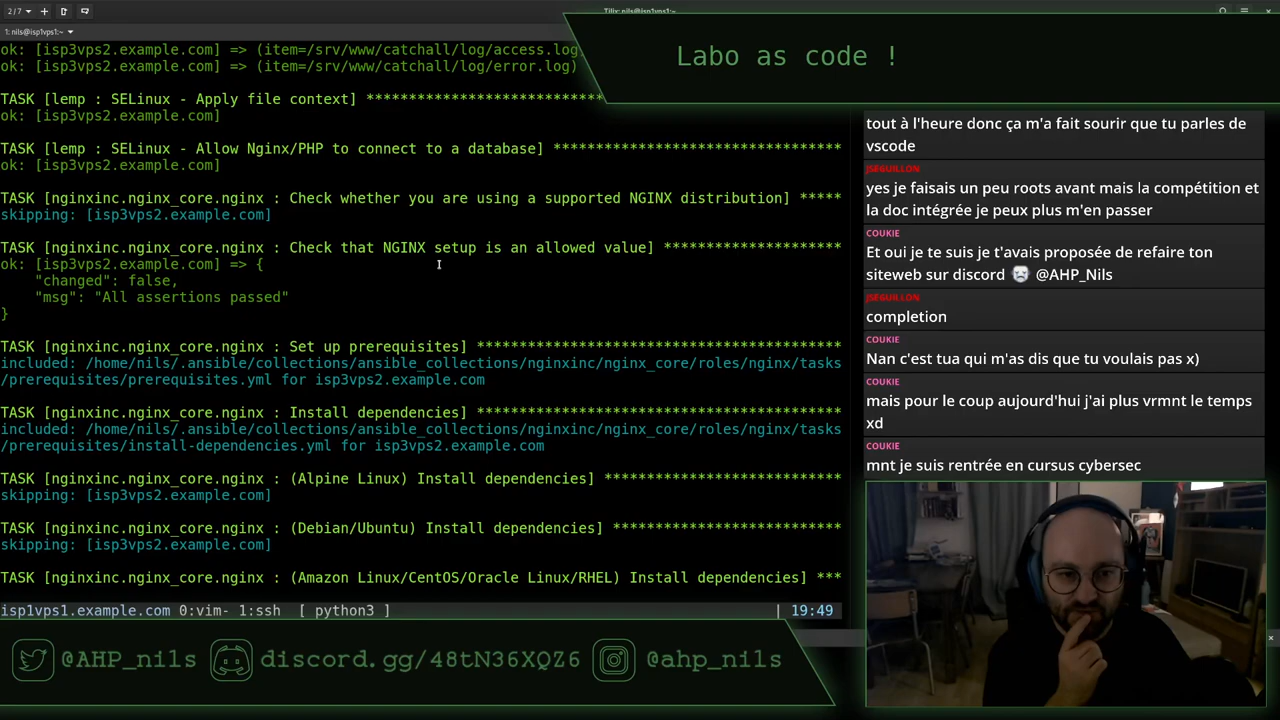 2/7
1: nils@isp1vps1:~
Tilix: nils@isp1vps1:~
Labo as code !
ok: [isp3vps2.example.com] => (item=/srv/www/catchall/log/access.log
ok: [isp3vps2.example.com] => (item=/srv/www/catchall/log/error.log)
TASK [lemp : SELinux - Apply file context] ***************************
ok: [isp3vps2.example.com]
TASK [lemp : SELinux - Allow Nginx/PHP to connect to a database] *********************************
ok: [isp3vps2.example.com]
TASK [nginxinc.nginx_core.nginx : Check whether you are using a supported NGINX distribution] *****
skipping: [isp3vps2.example.com]
TASK [nginxinc.nginx_core.nginx : Check that NGINX setup is an allowed value] *********************
ok: [isp3vps2.example.com] => {
"changed": false,
"msg": "All assertions passed"
}
TASK [nginxinc.nginx_core.nginx : Set up prerequisites] ******************************************
included: /home/nils/.ansible/collections/ansible_collections/nginxinc/nginx_core/roles/nginx/tasks
/prerequisites/prerequisites.yml for isp3vps2.example.com
TASK [nginxinc.nginx_core.nginx : Install dependencies] ******************************************
included: /home/nils/.ansible/collections/ansible_collections/nginxinc/nginx_core/roles/nginx/tasks
/prerequisites/install-dependencies.yml for isp3vps2.example.com
TASK [nginxinc.nginx_core.nginx : (Alpine Linux) Install dependencies] ****************************
skipping: [isp3vps2.example.com]
TASK [nginxinc.nginx_core.nginx : (Debian/Ubuntu) Install dependencies] **************************
skipping: [isp3vps2.example.com]
TASK [nginxinc.nginx_core.nginx : (Amazon Linux/CentOS/Oracle Linux/RHEL) Install dependencies] ***
isp1vps1.example.com 0:vim- 1:ssh [ python3 ] | 19:49
tout à l'heure donc ça m'a fait sourir que tu parles de
vscode
JSEGUILLON
yes je faisais un peu roots avant mais la compétition et
la doc intégrée je peux plus m'en passer
COUKIE
Et oui je te suis je t'avais proposée de refaire ton
siteweb sur discord @AHP_Nils
JSEGUILLON
completion
COUKIE
Nan c'est tua qui m'as dis que tu voulais pas x)
COUKIE
mais pour le coup aujourd'hui j'ai plus vrmnt le temps
xd
COUKIE
mnt je suis rentrée en cursus cybersec
@AHP_nils discord.gg/48tN36XQZ6 @ahp_nils